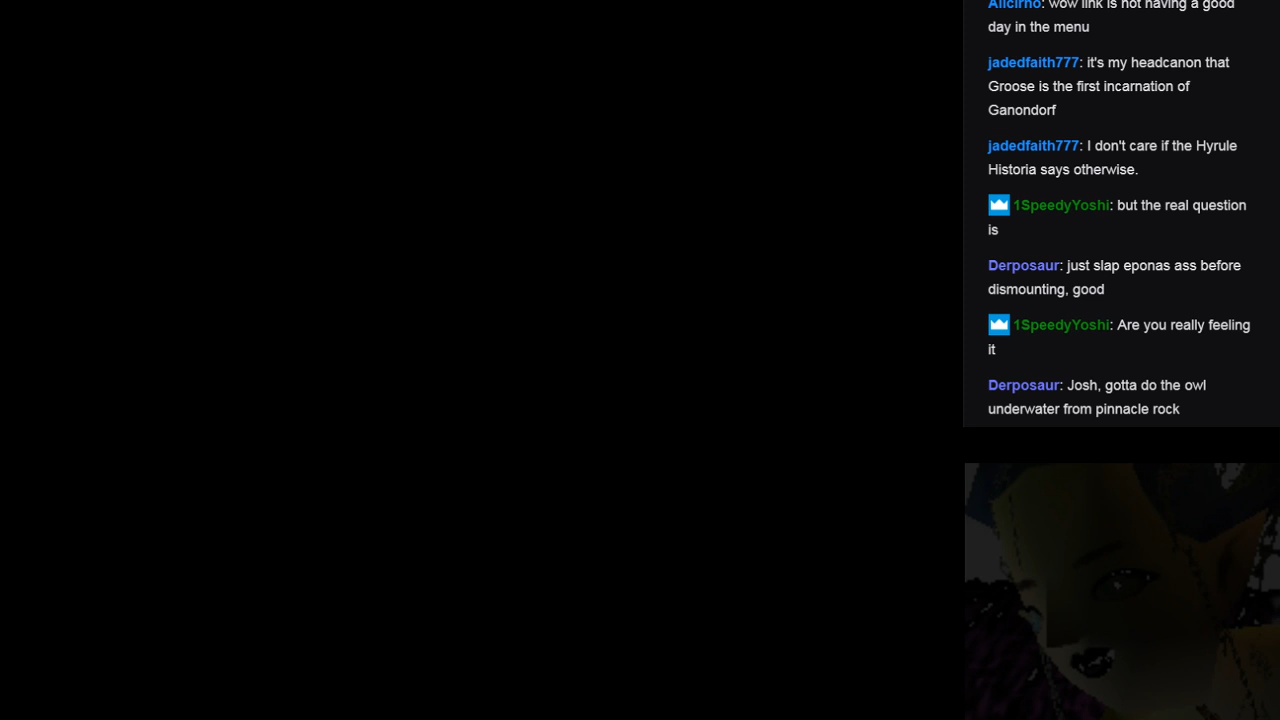 Alicirno: wow link is not having a good
day in the menu
jadedfaith777: it's my headcanon that
Groose is the first incarnation of
Ganondorf
jadedfaith777: I don't care if the Hyrule
Historia says otherwise.
1SpeedyYoshi: but the real question
is
Derposaur: just slap eponas ass before
dismounting, good
1SpeedyYoshi: Are you really feeling
it
Derposaur: Josh, gotta do the owl
underwater from pinnacle rock